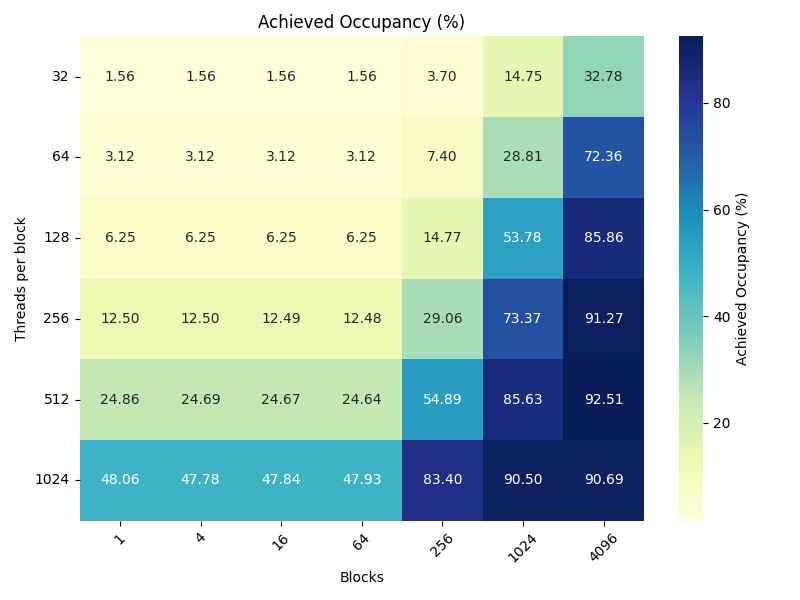 Achieved Occupancy (%)
32 1.56 1.56 1.56 1.56 3.70 14.75 32.78
64 3.12 3.12 3.12 3.12 7.40 28.81 72.36
128 6.25 6.25 6.25 6.25 14.77 53.78 85.86
256 12.50 12.50 12.49 12.48 29.06 73.37 91.27
512 24.86 24.69 24.67 24.64 54.89 85.63 92.51
1024 48.06 47.78 47.84 47.93 83.40 90.50 90.69
1 4 16 64 256 1024 4096
Blocks
Threads per block
80
60
40
20
Achieved Occupancy (%)